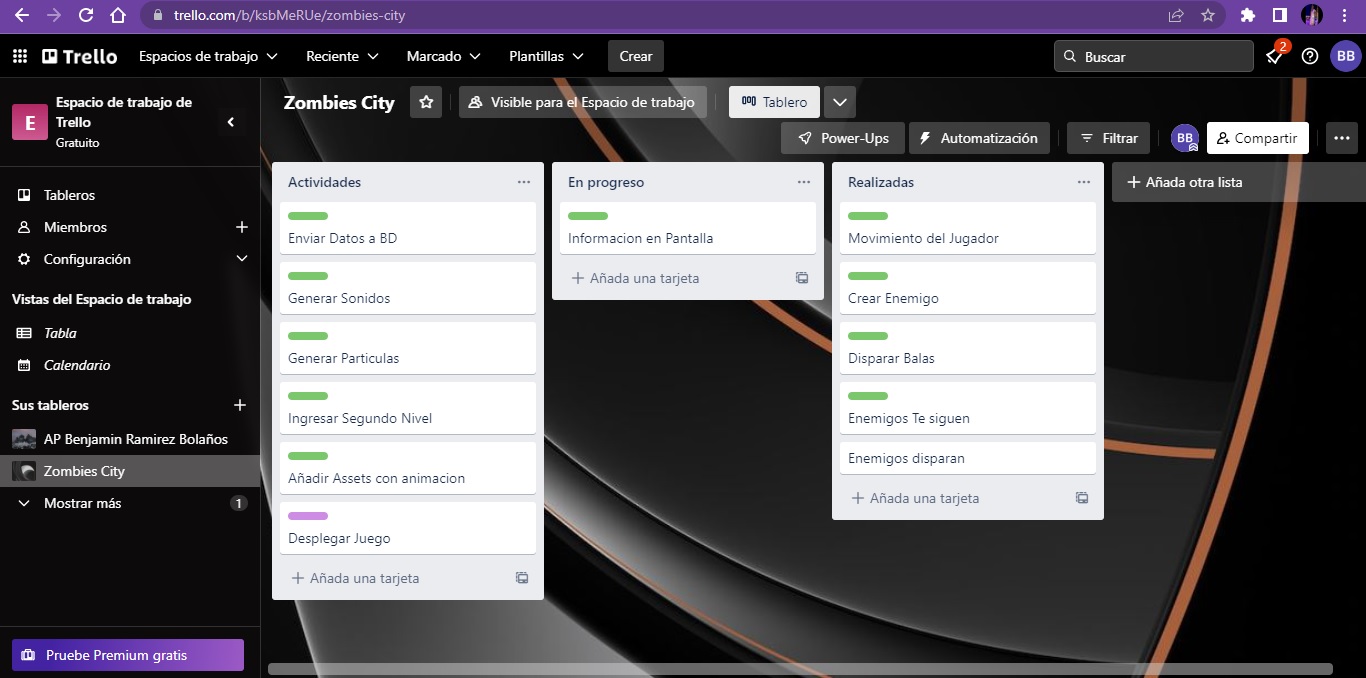 trello.com/b/ksbMeRUe/zombies-city
Trello
Espacios de trabajo
Reciente
Marcado
Plantillas
Crear
Buscar
2
BB
E
Espacio de trabajo de
Trello
Gratuito
Tableros
Miembros
Configuración
Vistas del Espacio de trabajo
Tabla
Calendario
Sus tableros
AP Benjamin Ramirez Bolaños
Zombies City
Mostrar más
1
Pruebe Premium gratis
Zombies City
Visible para el Espacio de trabajo
Tablero
Power-Ups
Automatización
Filtrar
BB
Compartir
Actividades
Enviar Datos a BD
Generar Sonidos
Generar Particulas
Ingresar Segundo Nivel
Añadir Assets con animacion
Desplegar Juego
Añada una tarjeta
En progreso
Informacion en Pantalla
Añada una tarjeta
Realizadas
Movimiento del Jugador
Crear Enemigo
Disparar Balas
Enemigos Te siguen
Enemigos disparan
Añada una tarjeta
Añada otra lista